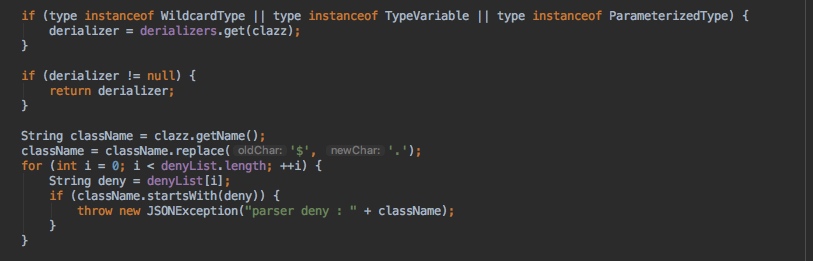 if (type instanceof WildcardType || type instanceof TypeVariable || type instanceof ParameterizedType) {
derializer = derializers.get(clazz);
}
if (derializer != null) {
return derializer;
}
String className = clazz.getName();
className = className.replace( oldChar: '$', newChar: '.');
for (int i = 0; i < denyList.length; ++i) {
String deny = denyList[i];
if (className.startsWith(deny)) {
throw new JSONException("parser deny : " + className);
}
}